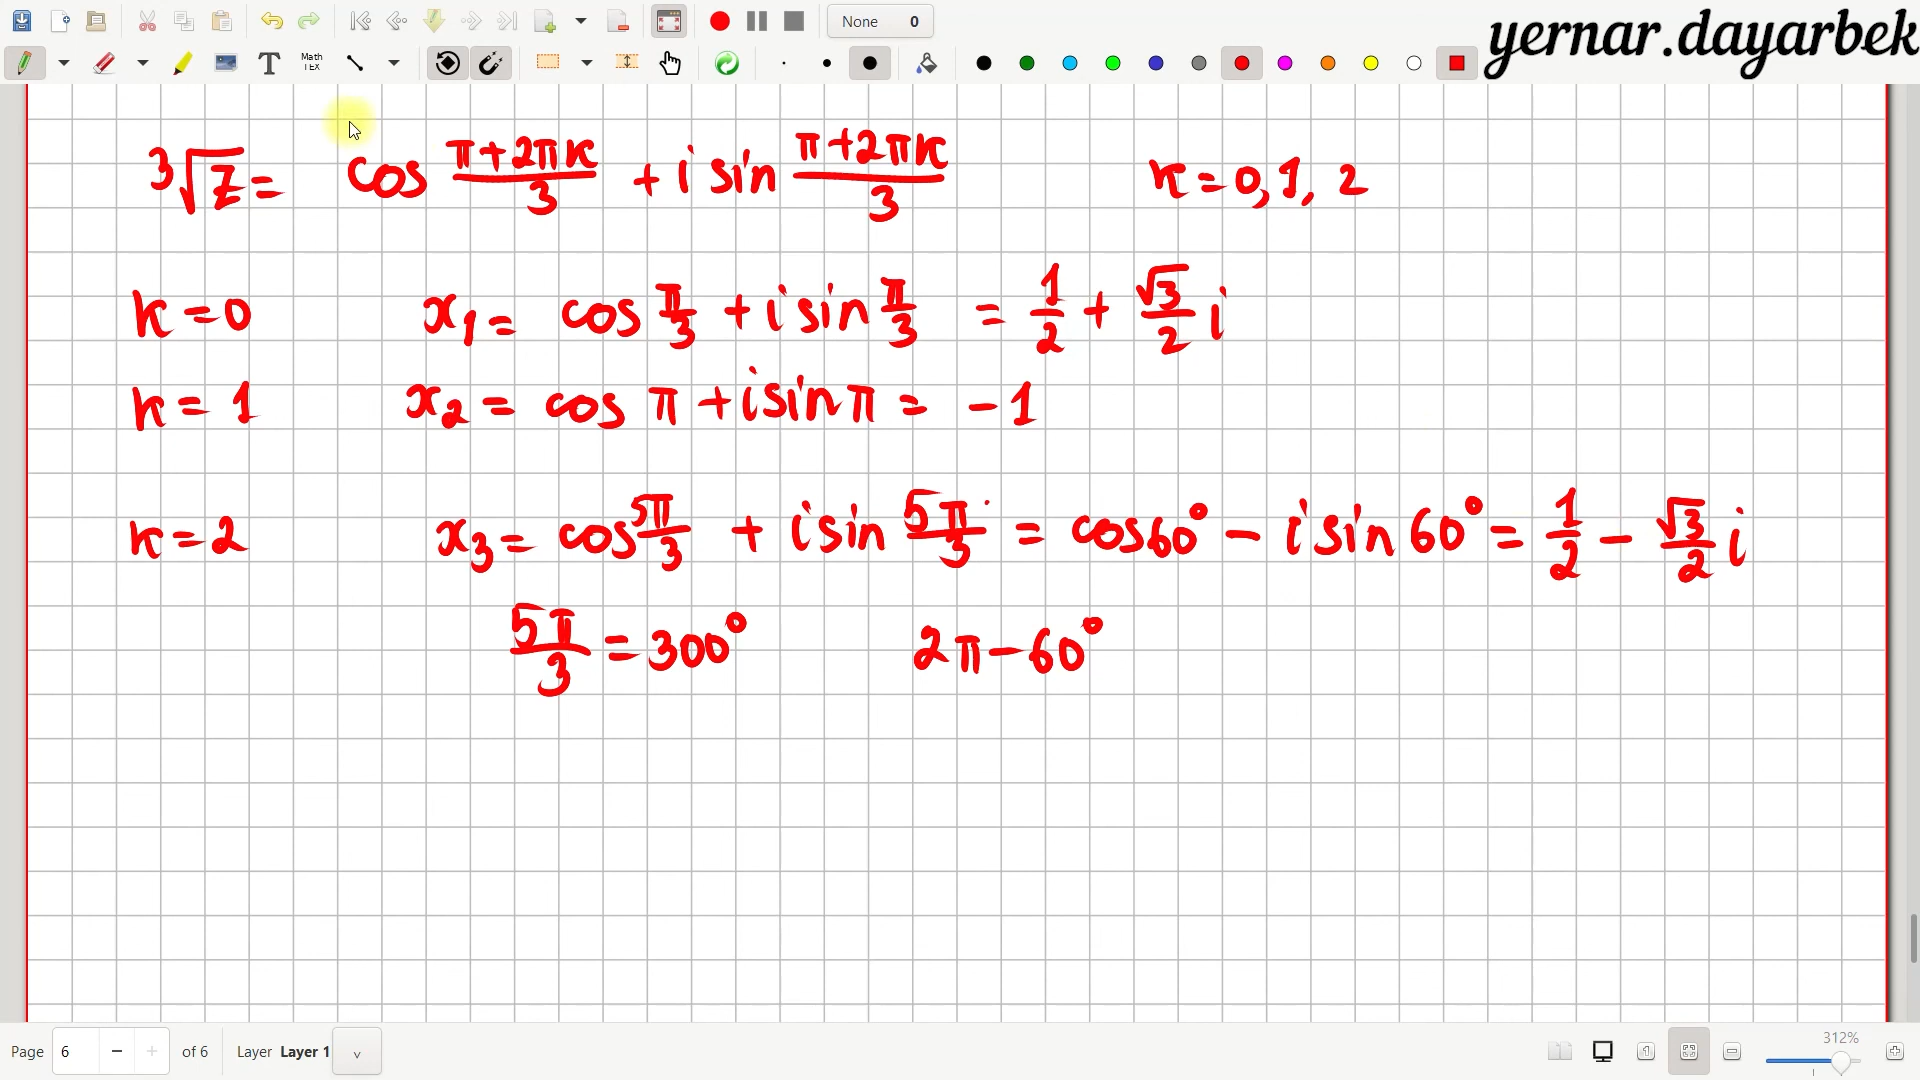 None 0
yernar.dayarbek
Math TEX
³√z = cos (π+2πk)/3 + i sin (π+2πk)/3 k=0, 1, 2
k=0 x₁ = cos π/3 + i sin π/3 = 1/2 + √3/2 i
k=1 x₂ = cos π + i sin π = -1
k=2 x₃ = cos 5π/3 + i sin 5π/3 = cos60° - i sin 60° = 1/2 - √3/2 i
5π/3 = 300° 2π-60°
312%
Page 6 of 6 Layer Layer 1